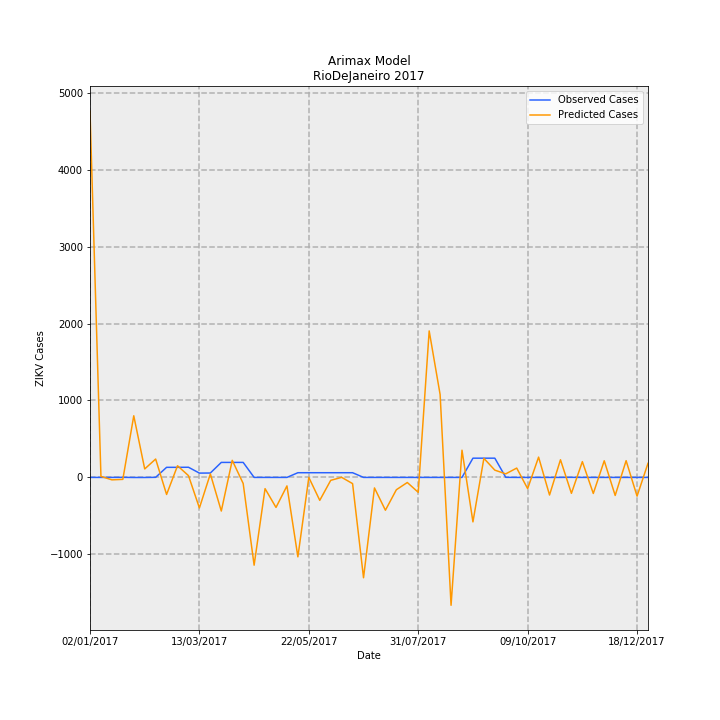 Arimax Model
RioDeJaneiro 2017
Observed Cases
Predicted Cases
5000
4000
3000
2000
1000
0
−1000
ZIKV Cases
02/01/2017 13/03/2017 22/05/2017 31/07/2017 09/10/2017 18/12/2017
Date